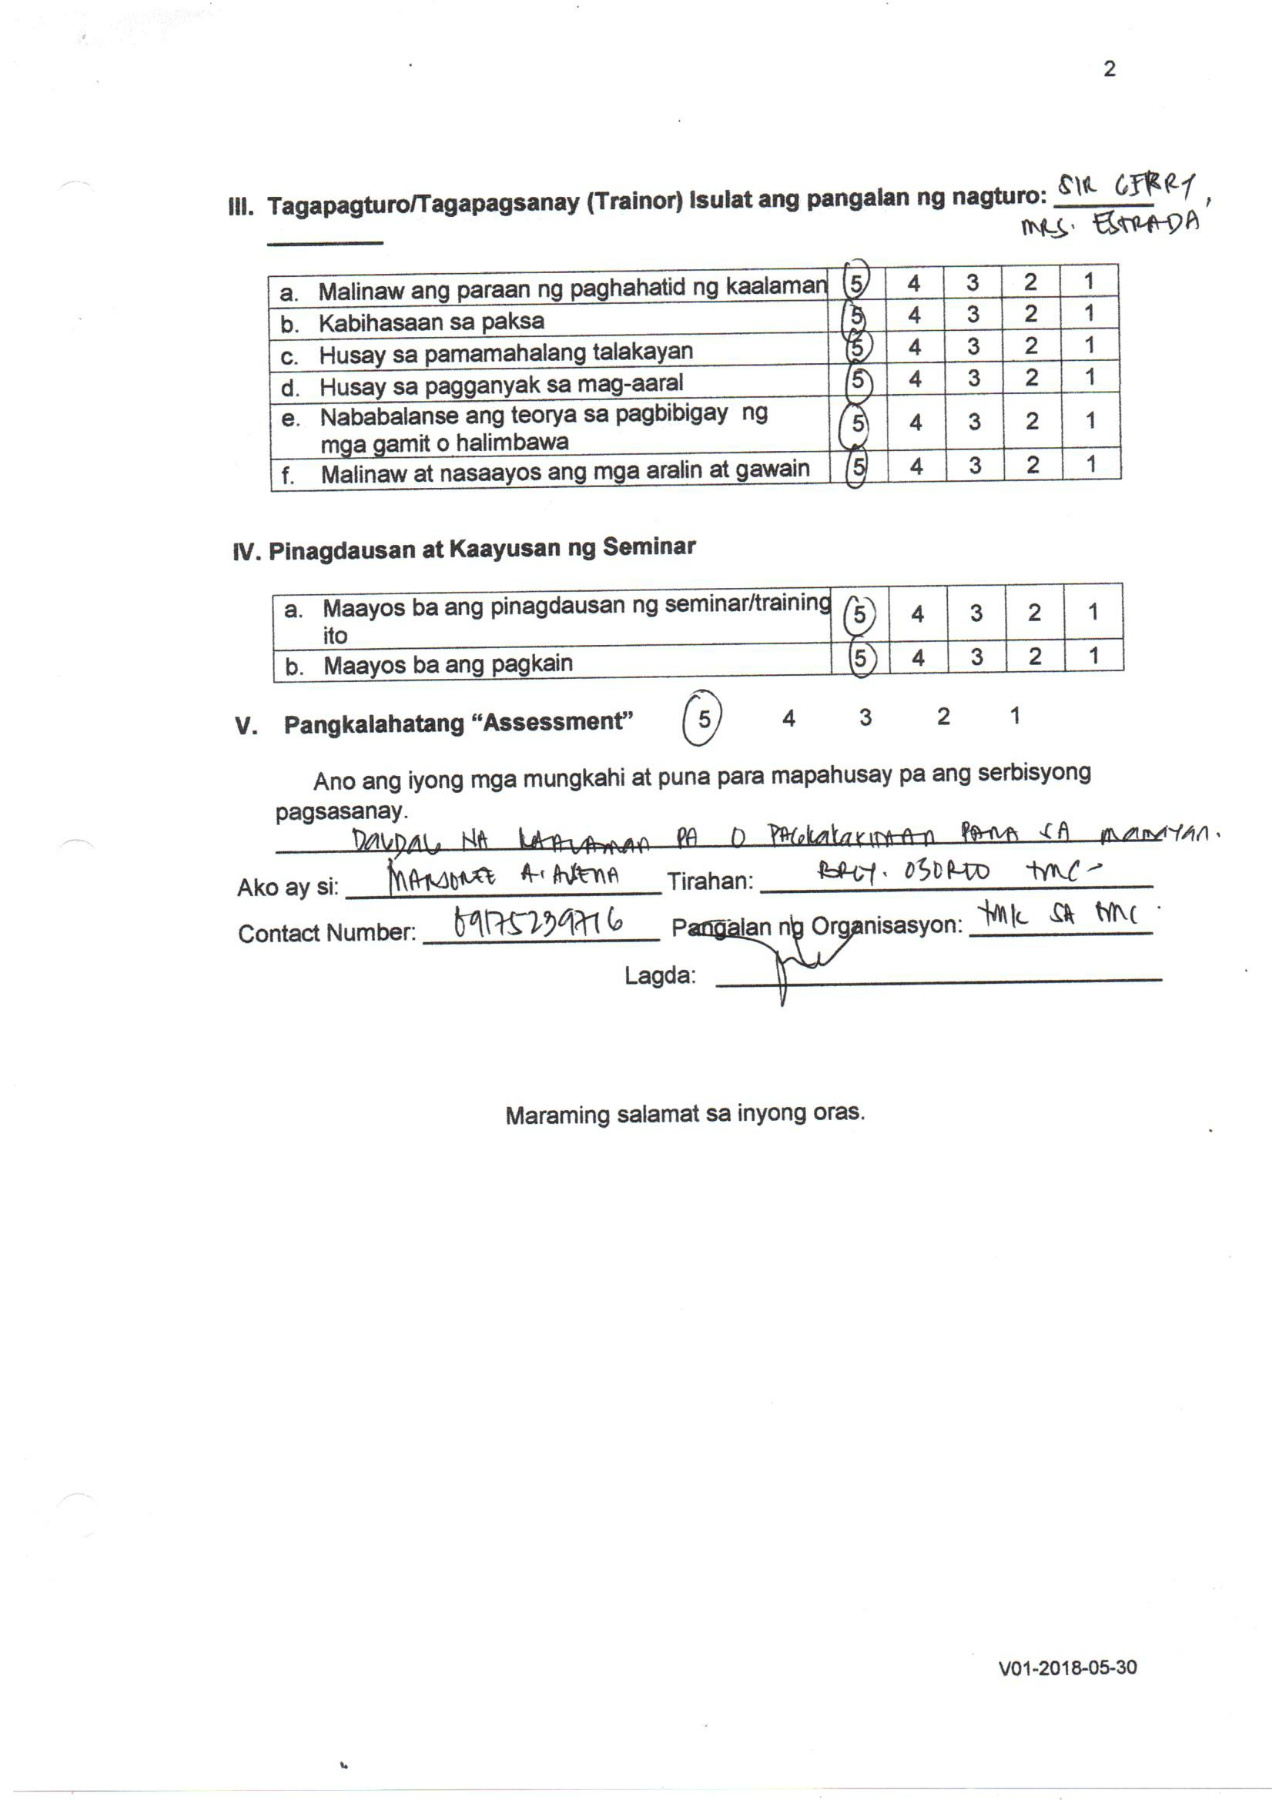 2
III. Tagapagturo/Tagapagsanay (Trainor) Isulat ang pangalan ng nagturo: SIR GERRY,
MRS. ESTRADA
a. Malinaw ang paraan ng paghahatid ng kaalaman 5 4 3 2 1
b. Kabihasaan sa paksa 5 4 3 2 1
c. Husay sa pamamahalang talakayan 5 4 3 2 1
d. Husay sa pagganyak sa mag-aaral 5 4 3 2 1
e. Nababalanse ang teorya sa pagbibigay ng
mga gamit o halimbawa 5 4 3 2 1
f. Malinaw at nasaayos ang mga aralin at gawain 5 4 3 2 1
IV. Pinagdausan at Kaayusan ng Seminar
a. Maayos ba ang pinagdausan ng seminar/training
ito 5 4 3 2 1
b. Maayos ba ang pagkain 5 4 3 2 1
V. Pangkalahatang “Assessment” 5 4 3 2 1
Ano ang iyong mga mungkahi at puna para mapahusay pa ang serbisyong
pagsasanay.
DAGDAG NA KAALAMAN PA O PAGKAKAKITAAN PARA SA
Ako ay si: A. Tirahan: BRGY. OSORIO TMC
Contact Number: 09175239716 Pangalan ng Organisasyon: TMK SA TMC
Lagda:
Maraming salamat sa inyong oras.
V01-2018-05-30